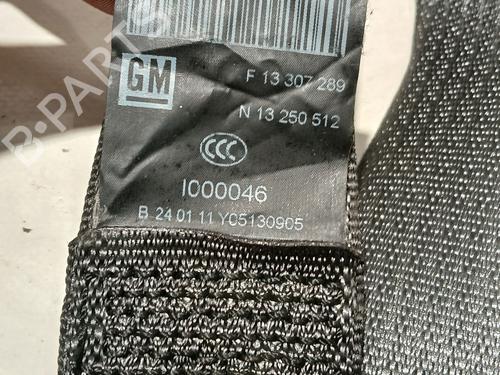 GM
F 13 307 289
N 13 250 512
CCC
I000046
B 24 01 11 YC5130905
B-PARTS